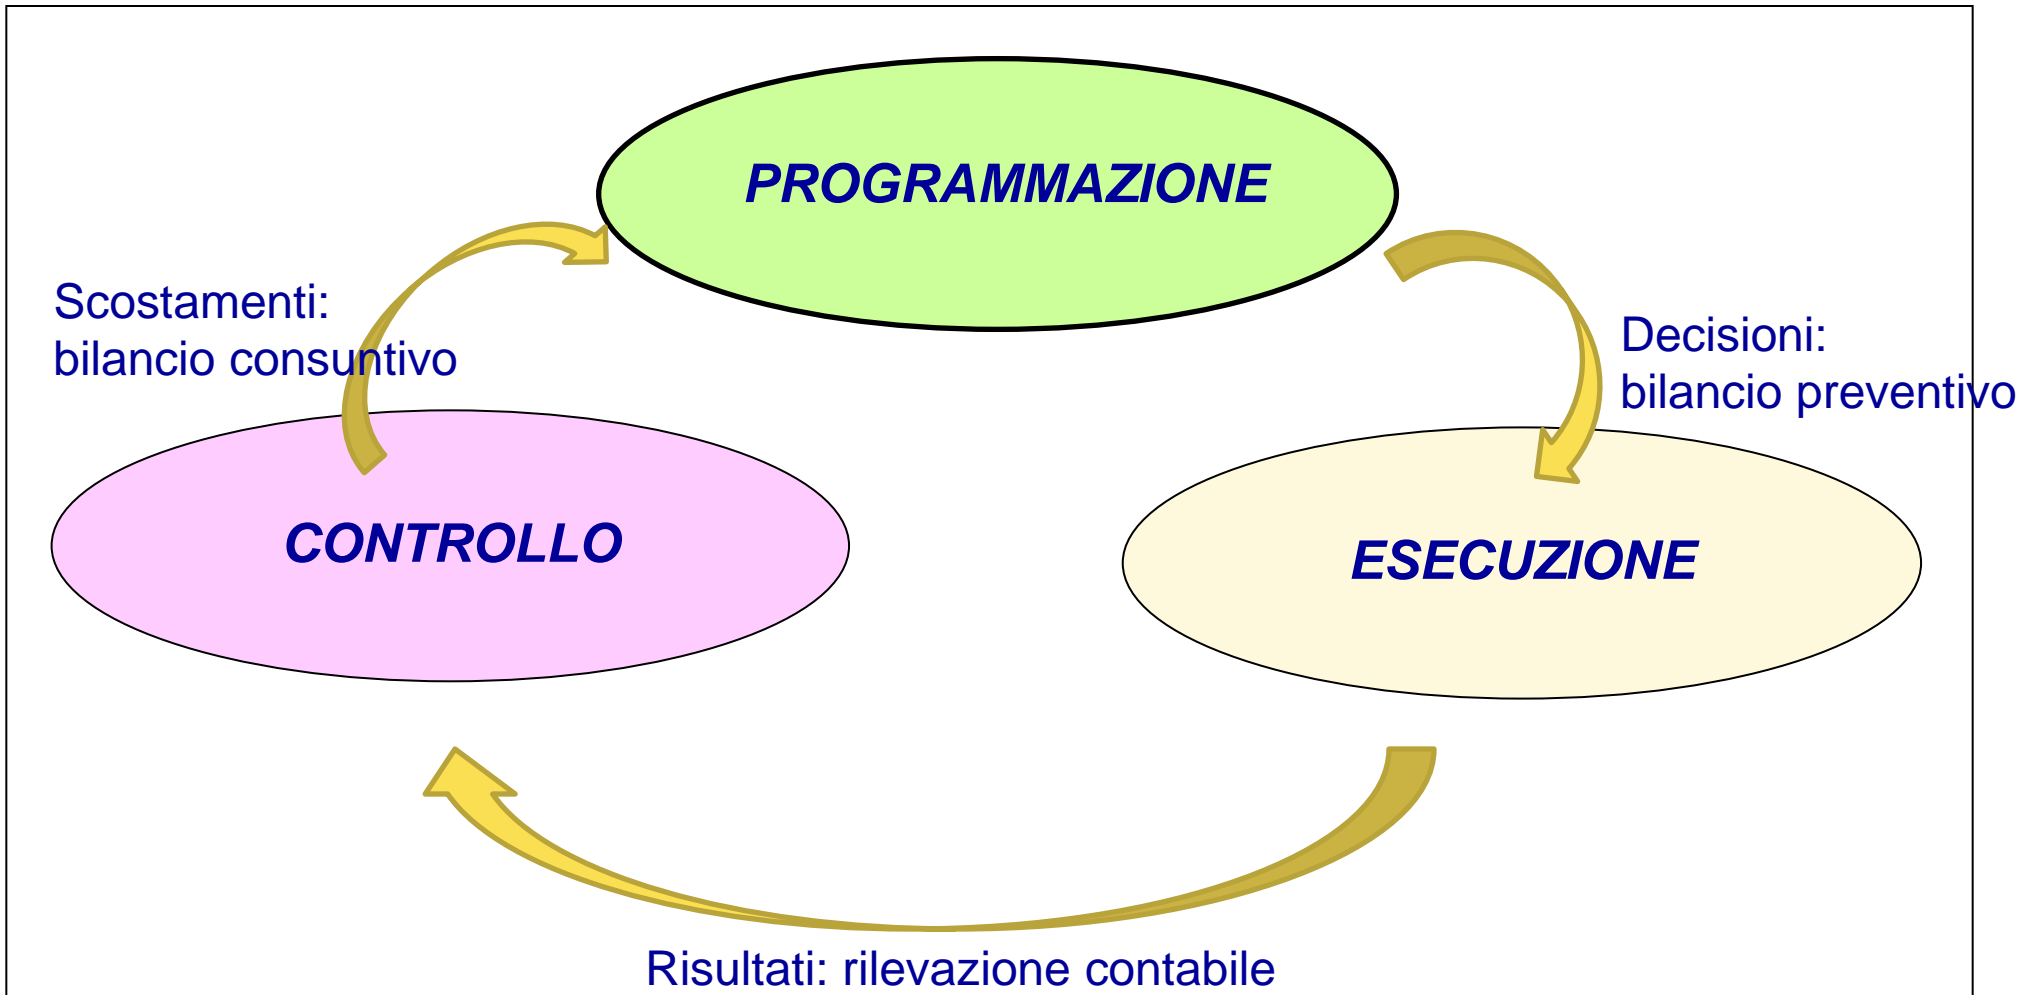 PROGRAMMAZIONE
Scostamenti:
bilancio consuntivo
Decisioni:
bilancio preventivo
CONTROLLO
ESECUZIONE
Risultati: rilevazione contabile